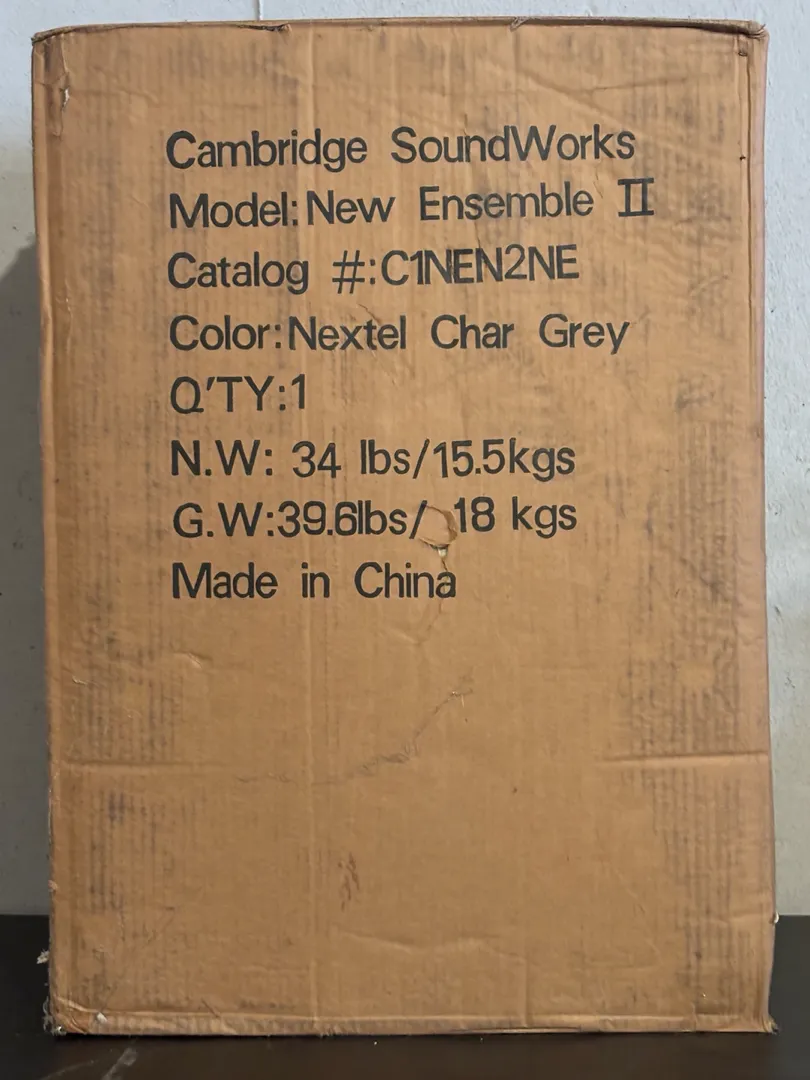 Cambridge SoundWorks
Model:New Ensemble II
Catalog #:C1NEN2NE
Color:Nextel Char Grey
Q'TY:1
N.W: 34 lbs/15.5kgs
G.W:39.6lbs/ 18 kgs
Made in China